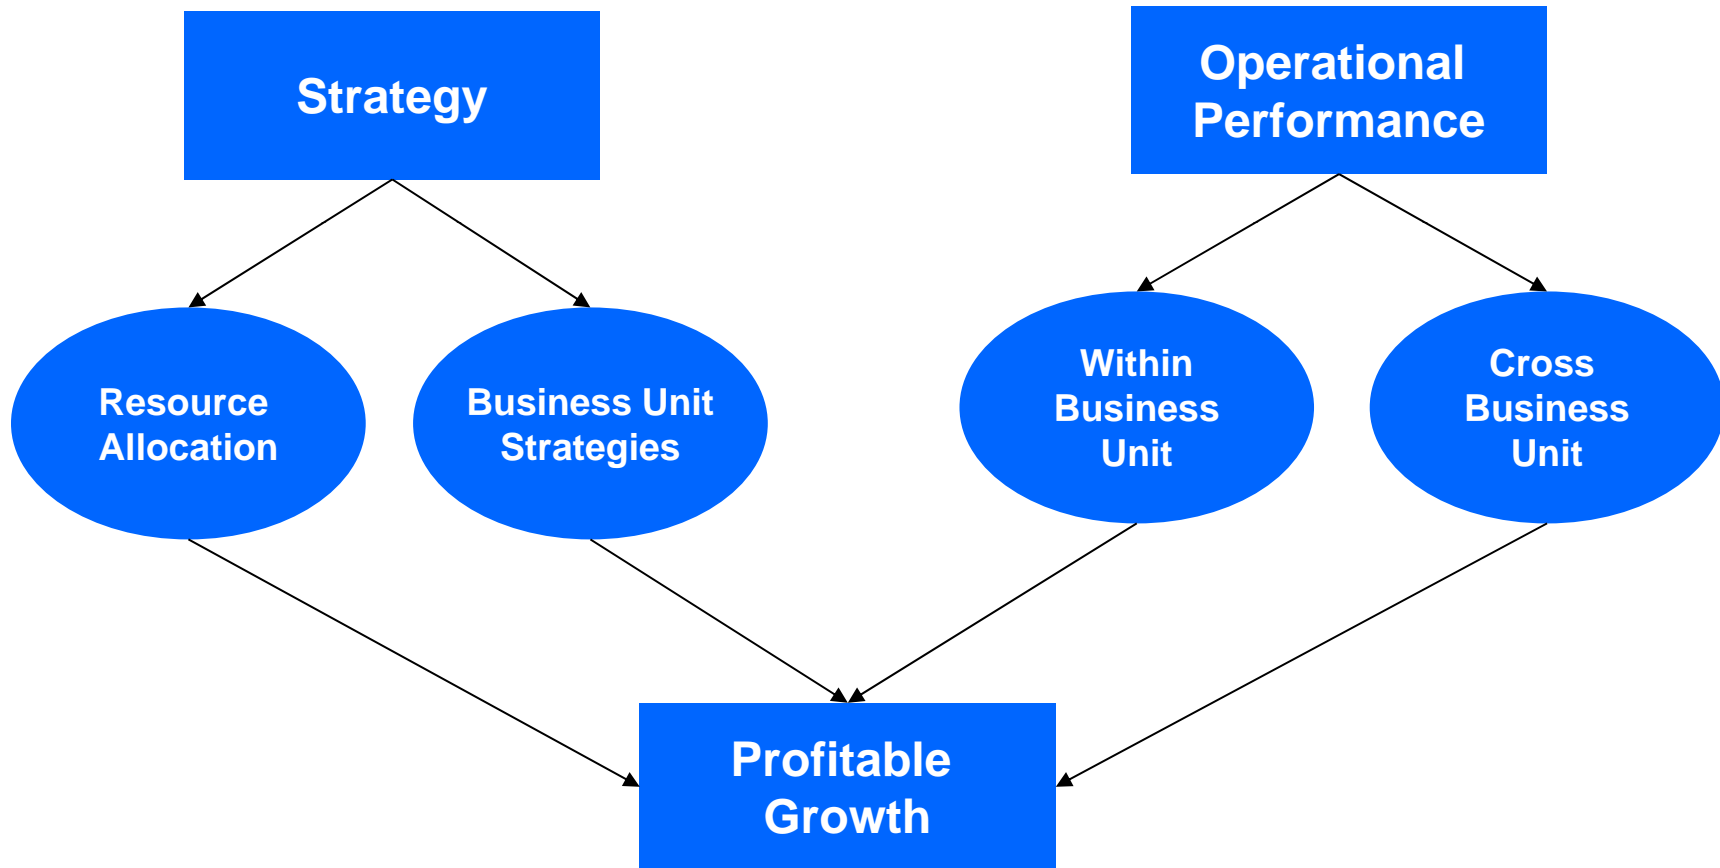 Strategy
Operational
Performance
Resource
Allocation
Business Unit
Strategies
Within
Business
Unit
Cross
Business
Unit
Profitable
Growth